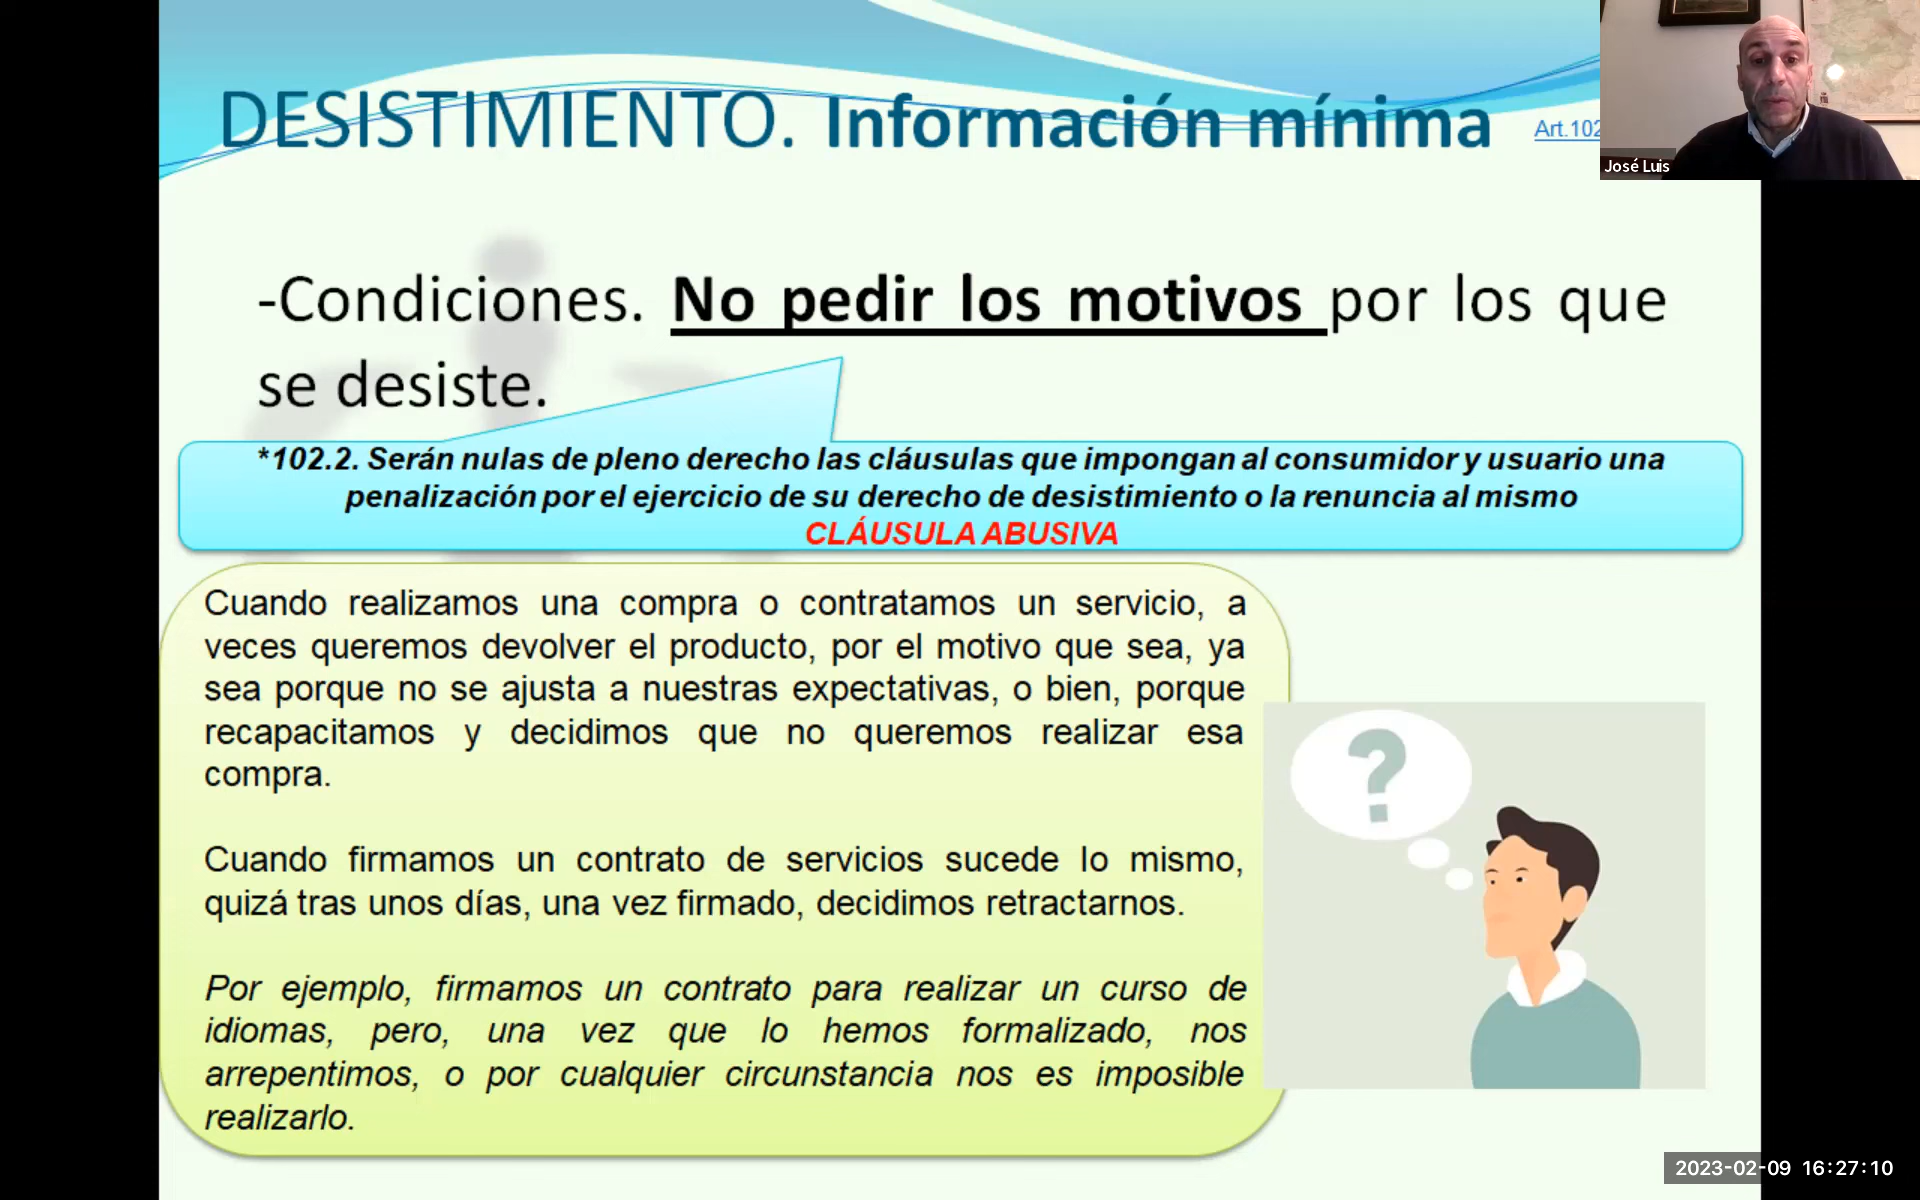 DESISTIMIENTO. Información mínima
Art.102
José Luis
-Condiciones. No pedir los motivos por los que
se desiste.
*102.2. Serán nulas de pleno derecho las cláusulas que impongan al consumidor y usuario una
penalización por el ejercicio de su derecho de desistimiento o la renuncia al mismo
CLÁUSULA ABUSIVA
Cuando realizamos una compra o contratamos un servicio, a
veces queremos devolver el producto, por el motivo que sea, ya
sea porque no se ajusta a nuestras expectativas, o bien, porque
recapacitamos y decidimos que no queremos realizar esa
compra.
Cuando firmamos un contrato de servicios sucede lo mismo,
quizá tras unos días, una vez firmado, decidimos retractarnos.
Por ejemplo, firmamos un contrato para realizar un curso de
idiomas, pero, una vez que lo hemos formalizado, nos
arrepentimos, o por cualquier circunstancia nos es imposible
realizarlo.
?
2023-02-09 16:27:10